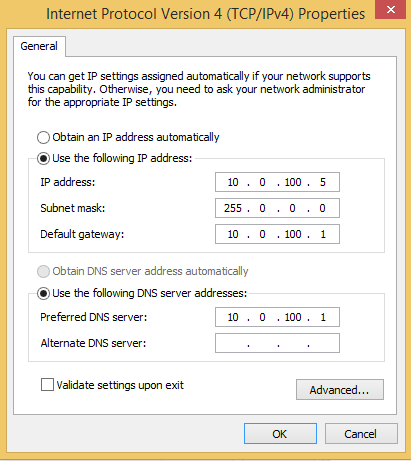 Internet Protocol Version 4 (TCP/IPv4) Properties
General
You can get IP settings assigned automatically if your network supports
this capability. Otherwise, you need to ask your network administrator
for the appropriate IP settings.
Obtain an IP address automatically
Use the following IP address:
IP address: 10 . 0 . 100 . 5
Subnet mask: 255 . 0 . 0 . 0
Default gateway: 10 . 0 . 100 . 1
Obtain DNS server address automatically
Use the following DNS server addresses:
Preferred DNS server: 10 . 0 . 100 . 1
Alternate DNS server: . . .
Validate settings upon exit
Advanced...
OK Cancel